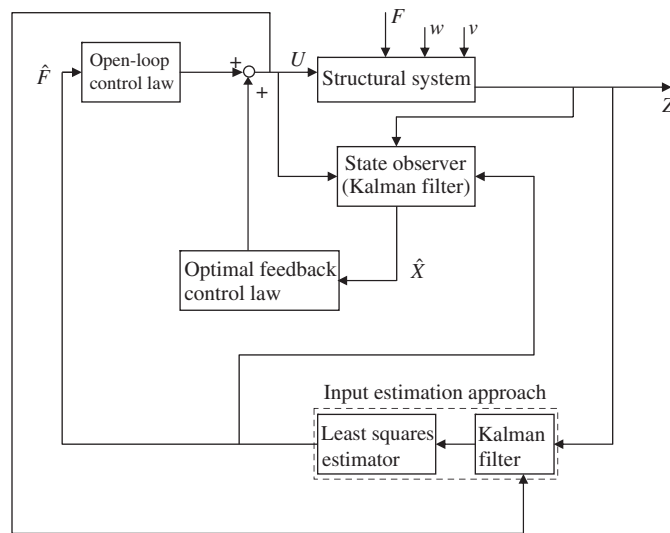 F
w
v
Open-loop
control law
F̂
+
+
U
Structural system
Z
State observer
(Kalman filter)
Optimal feedback
control law
X̂
Input estimation approach
Least squares
estimator
Kalman
filter